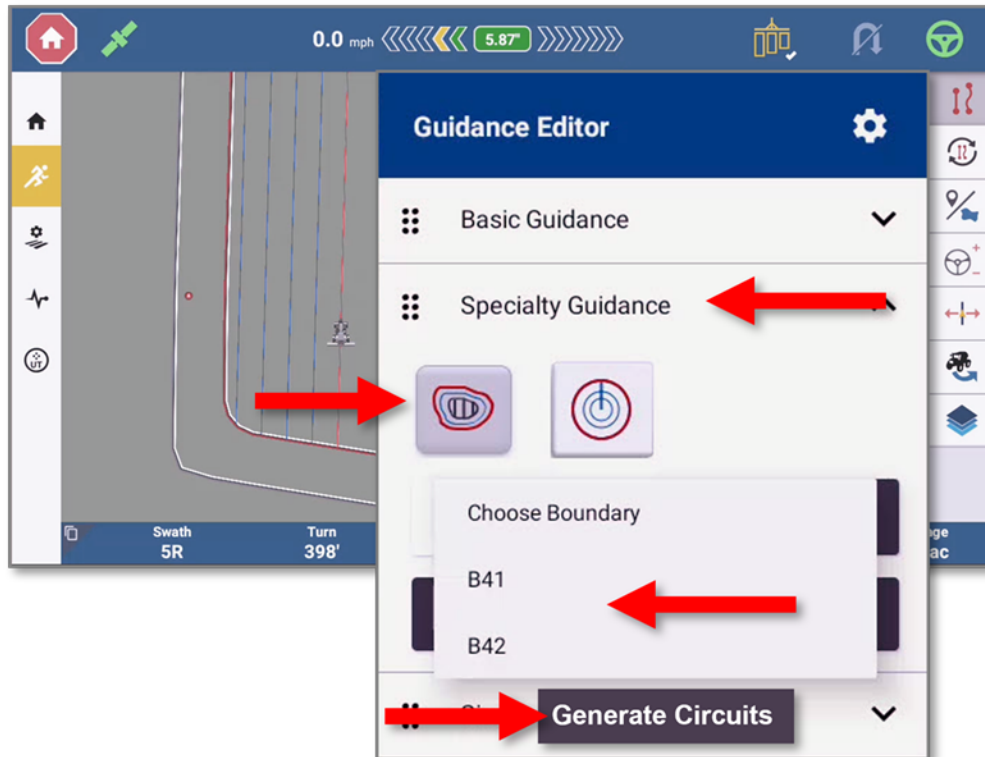 0.0 mph
5.87"
Guidance Editor
Basic Guidance
Specialty Guidance
UT
Choose Boundary
B41
B42
Swath
5R
Turn
398'
ac
Generate Circuits